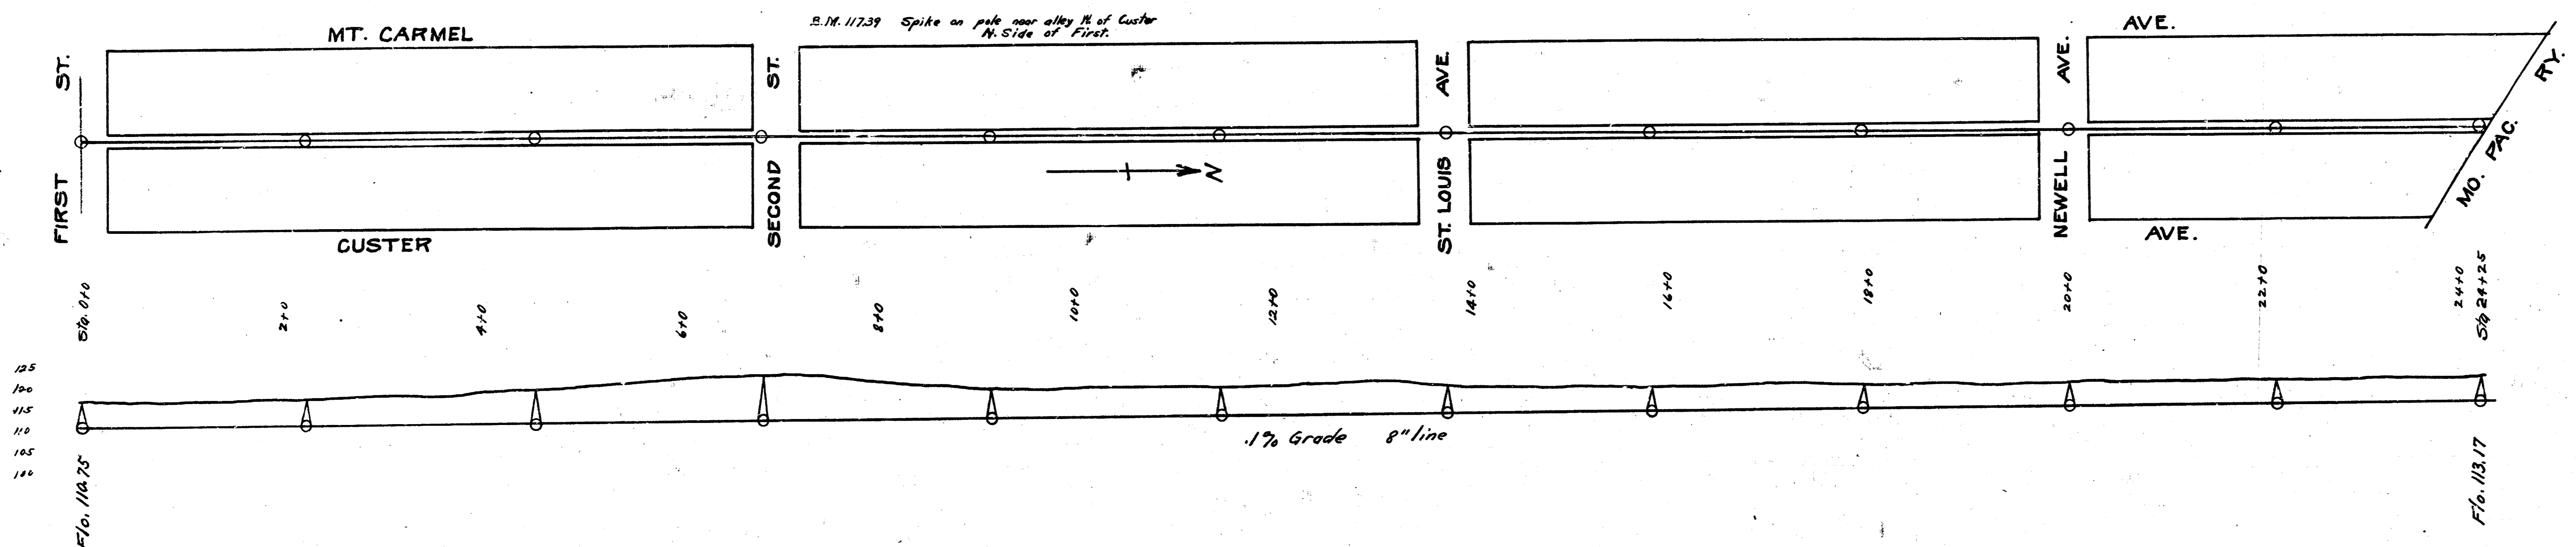 B.M. 117.39 Spike on pole near alley W. of Custer
N. Side of First.
MT. CARMEL
AVE.
ST.
ST.
AVE.
AVE.
RY.
PAC.
MO.
FIRST
SECOND
ST. LOUIS
NEWELL
N
CUSTER
AVE.
Sta. 0+0
2+0
4+0
6+0
8+0
10+0
12+0
14+0
16+0
18+0
20+0
22+0
24+0
Sta 24+25
125
120
115
110
105
100
.1% Grade 8" line
F/o. 110.75
F/o. 113.17